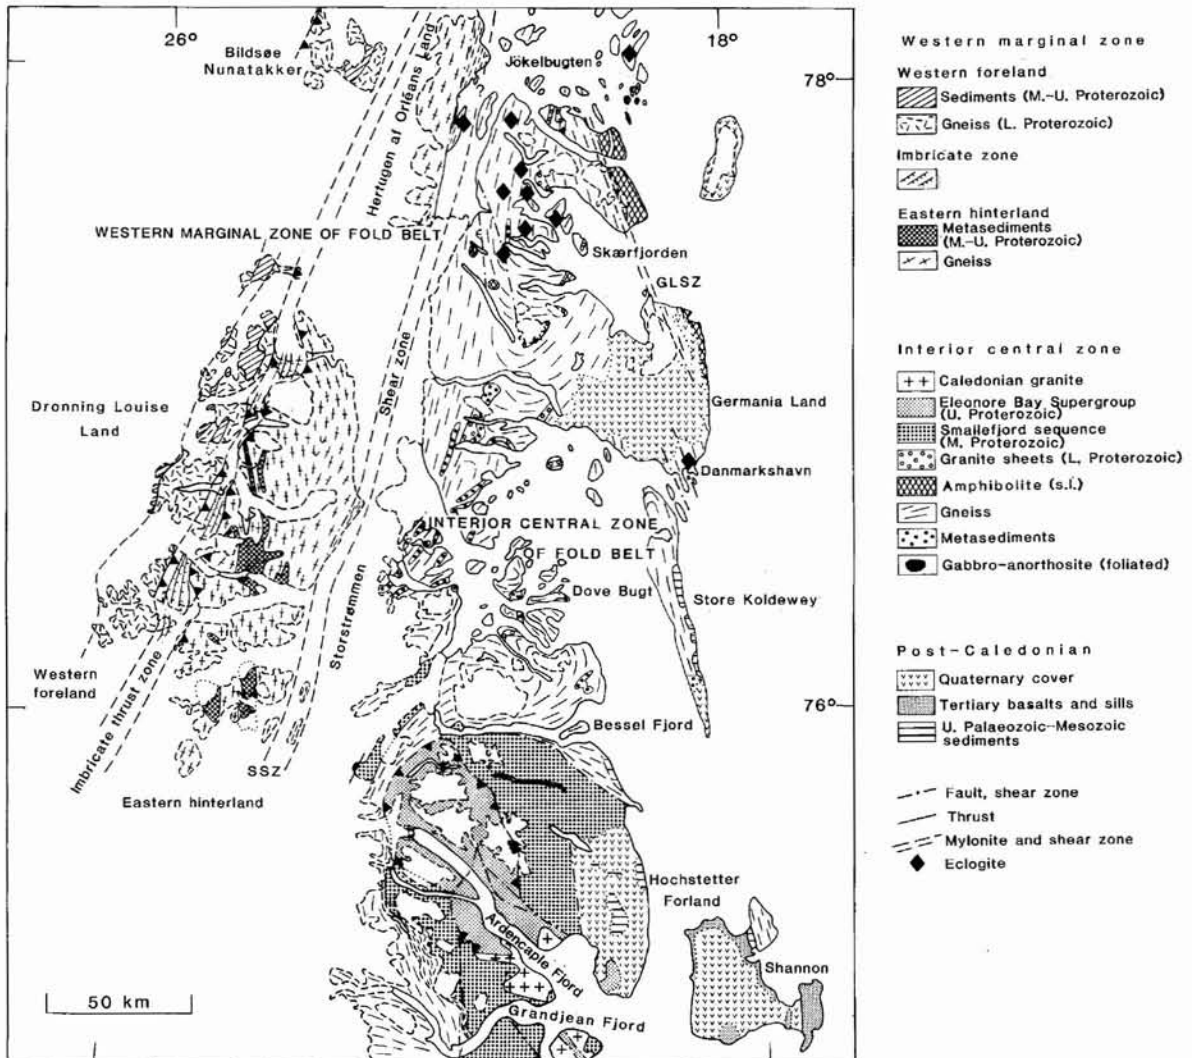 26°
18°
78°
76°
Bildsøe
Nunatakker
Hertugen af Orléans Land
Jökelbugten
WESTERN MARGINAL ZONE OF FOLD BELT
Skærfjorden
GLSZ
Shear zone
Dronning Louise
Land
Germania Land
Danmarkshavn
INTERIOR CENTRAL ZONE
OF FOLD BELT
Dove Bugt
Store Koldewey
Storstrømmen
Western
foreland
Imbricate thrust zone
SSZ
Eastern hinterland
Bessel Fjord
Hochstetter
Forland
Ardencaple Fjord
Shannon
Grandjean Fjord
50 km
Western marginal zone
Western foreland
Sediments (M.-U. Proterozoic)
Gneiss (L. Proterozoic)
Imbricate zone
Eastern hinterland
Metasediments
(M.-U. Proterozoic)
Gneiss
Interior central zone
Caledonian granite
Eleonore Bay Supergroup
(U. Proterozoic)
Smallefjord sequence
(M. Proterozoic)
Granite sheets (L, Proterozoic)
Amphibolite (s.l.)
Gneiss
Metasediments
Gabbro-anorthosite (foliated)
Post-Caledonian
Quaternary cover
Tertiary basalts and sills
U. Palaeozoic-Mesozoic
sediments
Fault, shear zone
Thrust
Mylonite and shear zone
Eclogite